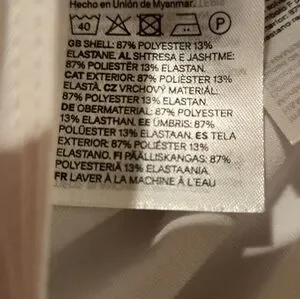 Hecho en Unión de Myanmar.
40 P
GB SHELL: 87% POLYESTER 13%
ELASTANE. AL SHTRESA E JASHTME:
87% POLIESTËR 13% ELASTAN.
CAT EXTERIOR: 87% POLIÈSTER 13%
ELASTÀ. CZ VRCHOVÝ MATERIÁL:
87% POLYESTER 13% ELASTAN.
DE OBERMATERIAL: 87% POLYESTER
13% ELASTHAN. EE ÜMBRIS: 87%
POLÜESTER 13% ELASTAAN. ES TELA
EXTERIOR: 87% POLIÉSTER 13%
ELASTANO. FI PÄÄLLISKANGAS: 87%
POLYESTERIÄ 13% ELASTAANIA.
FR LAVER À LA MACHINE À L'EAU